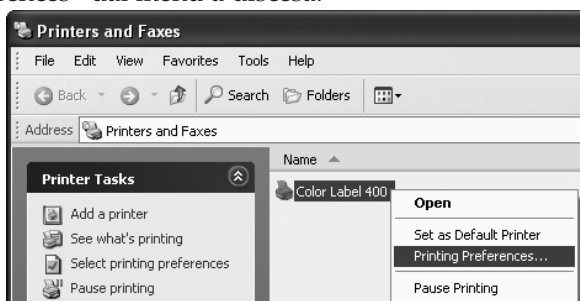 Printers and Faxes
File Edit View Favorites Tools Help
Back Search Folders
Address Printers and Faxes
Name
Printer Tasks
Add a printer
See what's printing
Select printing preferences
Pause printing
Color Label 400
Open
Set as Default Printer
Printing Preferences...
Pause Printing